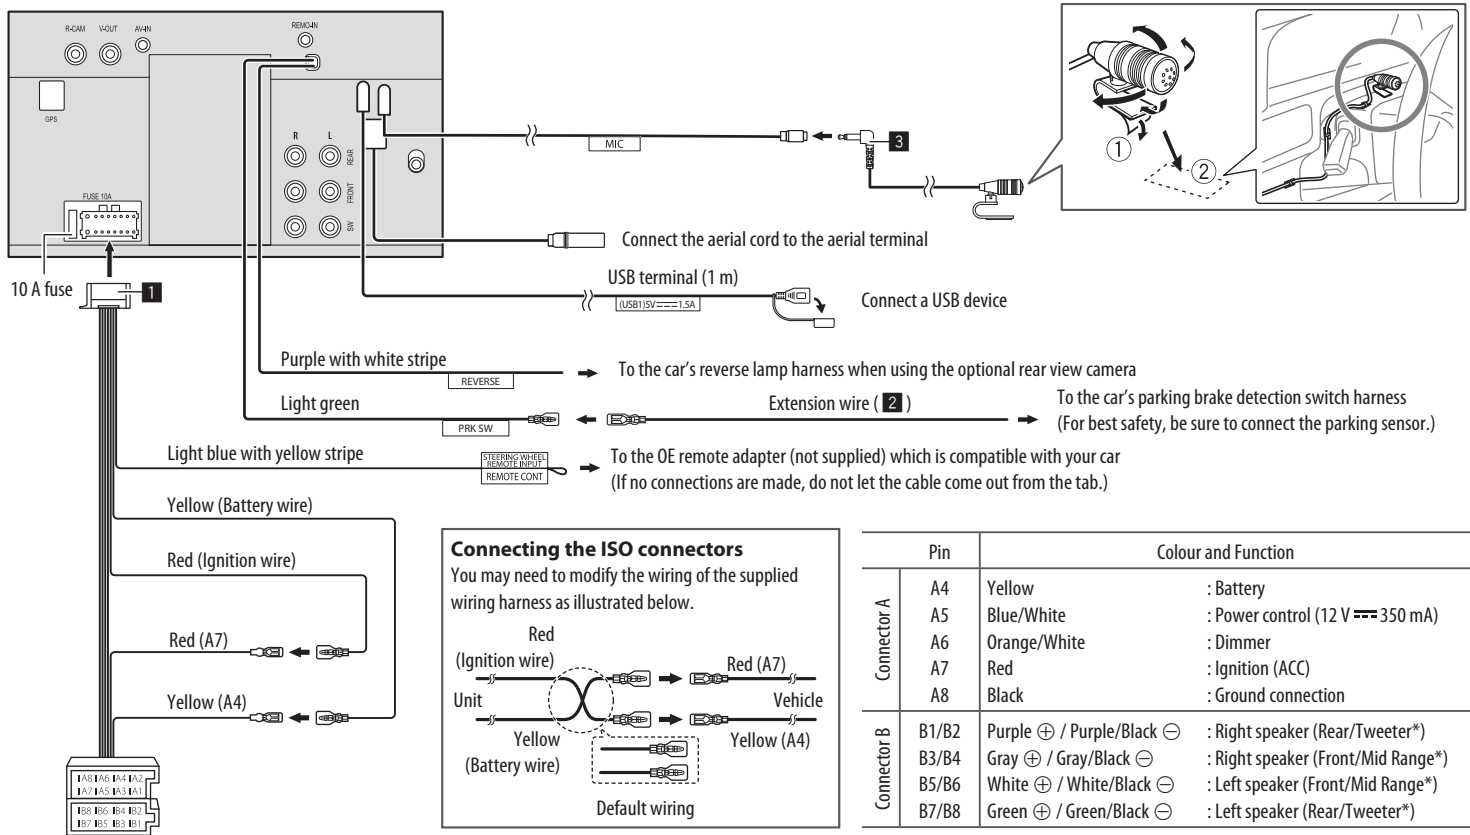 R-CAM V-OUT AV-IN REMO-IN
GPS
R L
REAR
FRONT
SW
FUSE 10A
10 A fuse
1
MIC
3
1
2
Connect the aerial cord to the aerial terminal
USB terminal (1 m)
(USB1)5V⎓1.5A
Connect a USB device
Purple with white stripe
REVERSE
To the car's reverse lamp harness when using the optional rear view camera
Light green
PRK SW
Extension wire ( 2 )
To the car's parking brake detection switch harness
(For best safety, be sure to connect the parking sensor.)
Light blue with yellow stripe
STEERING WHEEL
REMOTE INPUT
REMOTE CONT
To the OE remote adapter (not supplied) which is compatible with your car
(If no connections are made, do not let the cable come out from the tab.)
Yellow (Battery wire)
Red (Ignition wire)
Red (A7)
Yellow (A4)
A8 A6 A4 A2
A7 A5 A3 A1
B8 B6 B4 B2
B7 B5 B3 B1
Connecting the ISO connectors
You may need to modify the wiring of the supplied
wiring harness as illustrated below.
Red
(Ignition wire)
Red (A7)
Unit
Vehicle
Yellow
(Battery wire)
Yellow (A4)
Default wiring
Pin Colour and Function
Connector A
A4 Yellow : Battery
A5 Blue/White : Power control (12 V ⎓ 350 mA)
A6 Orange/White : Dimmer
A7 Red : Ignition (ACC)
A8 Black : Ground connection
Connector B
B1/B2 Purple ⊕ / Purple/Black ⊖ : Right speaker (Rear/Tweeter*)
B3/B4 Gray ⊕ / Gray/Black ⊖ : Right speaker (Front/Mid Range*)
B5/B6 White ⊕ / White/Black ⊖ : Left speaker (Front/Mid Range*)
B7/B8 Green ⊕ / Green/Black ⊖ : Left speaker (Rear/Tweeter*)